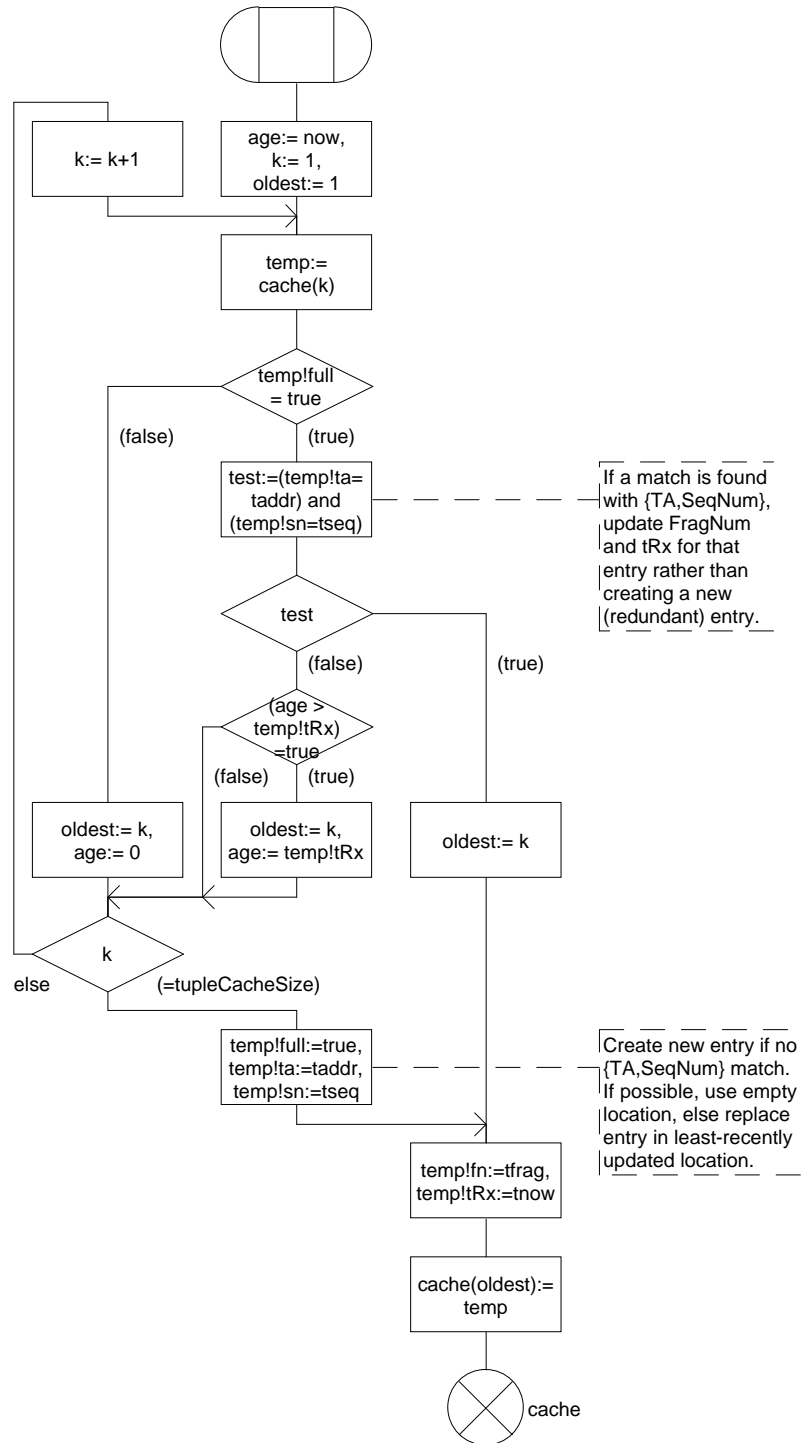 k:= k+1
age:= now,
k:= 1,
oldest:= 1
temp:=
cache(k)
temp!full
= true
(false)
(true)
test:=(temp!ta=
taddr) and
(temp!sn=tseq)
If a match is found
with {TA,SeqNum},
update FragNum
and tRx for that
entry rather than
creating a new
(redundant) entry.
test
(false)
(true)
(age >
temp!tRx)
=true
(false)
(true)
oldest:= k,
age:= 0
oldest:= k,
age:= temp!tRx
oldest:= k
k
else
(=tupleCacheSize)
temp!full:=true,
temp!ta:=taddr,
temp!sn:=tseq
Create new entry if no
{TA,SeqNum} match.
If possible, use empty
location, else replace
entry in least-recently
updated location.
temp!fn:=tfrag,
temp!tRx:=tnow
cache(oldest):=
temp
cache